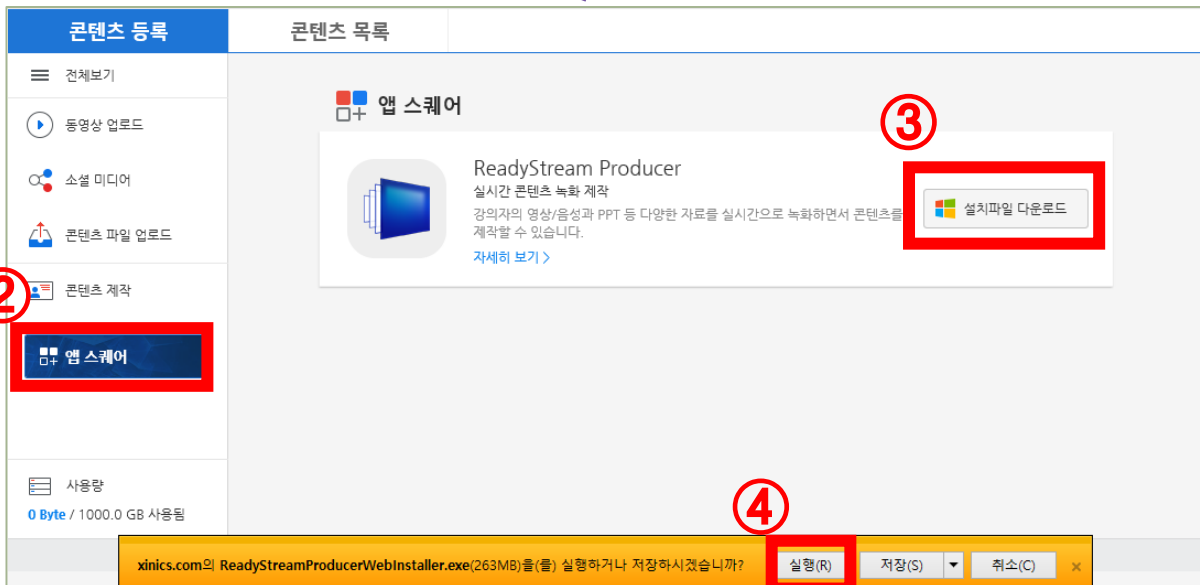 콘텐츠 등록
콘텐츠 목록
전체보기
동영상 업로드
소셜 미디어
콘텐츠 파일 업로드
② 콘텐츠 제작
앱 스퀘어
사용량
0 Byte / 1000.0 GB 사용됨
앱 스퀘어
③
ReadyStream Producer
실시간 콘텐츠 녹화 제작
강의자의 영상/음성과 PPT 등 다양한 자료를 실시간으로 녹화하면서 콘텐츠를
제작할 수 있습니다.
자세히 보기 〉
설치파일 다운로드
④
xinics.com의 ReadyStreamProducerWebInstaller.exe(263MB)을(를) 실행하거나 저장하시겠습니까? 실행(R) 저장(S) ▼ 취소(C) ×